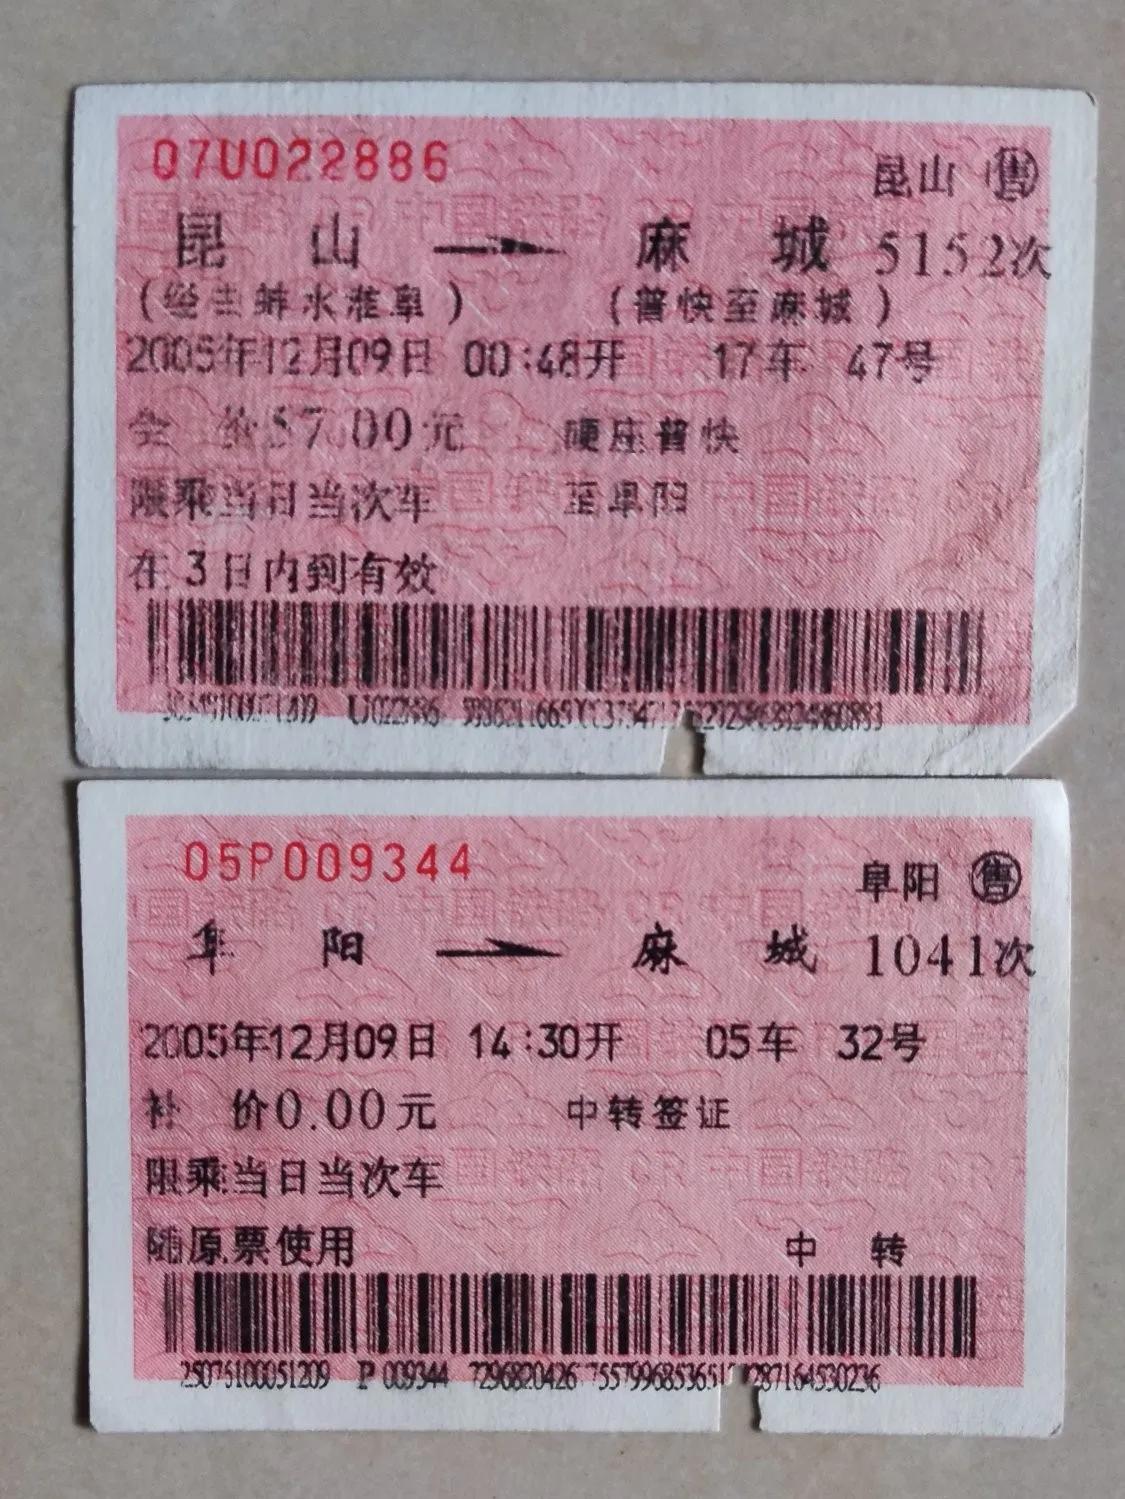 07U022886
昆山 售
昆 山 麻 城 5152次
(经由蚌水淮阜) (普快至麻城)
2005年12月09日 00:48开 17车 47号
全 价57.00元 硬座普快
限乘当日当次车 至阜阳
在3日内到有效
U022886
05P009344
阜阳 售
阜 阳 麻 城 1041次
2005年12月09日 14:30开 05车 32号
补 价0.00元 中转签证
限乘当日当次车
随原票使用 中 转
25075100051209 P 009344